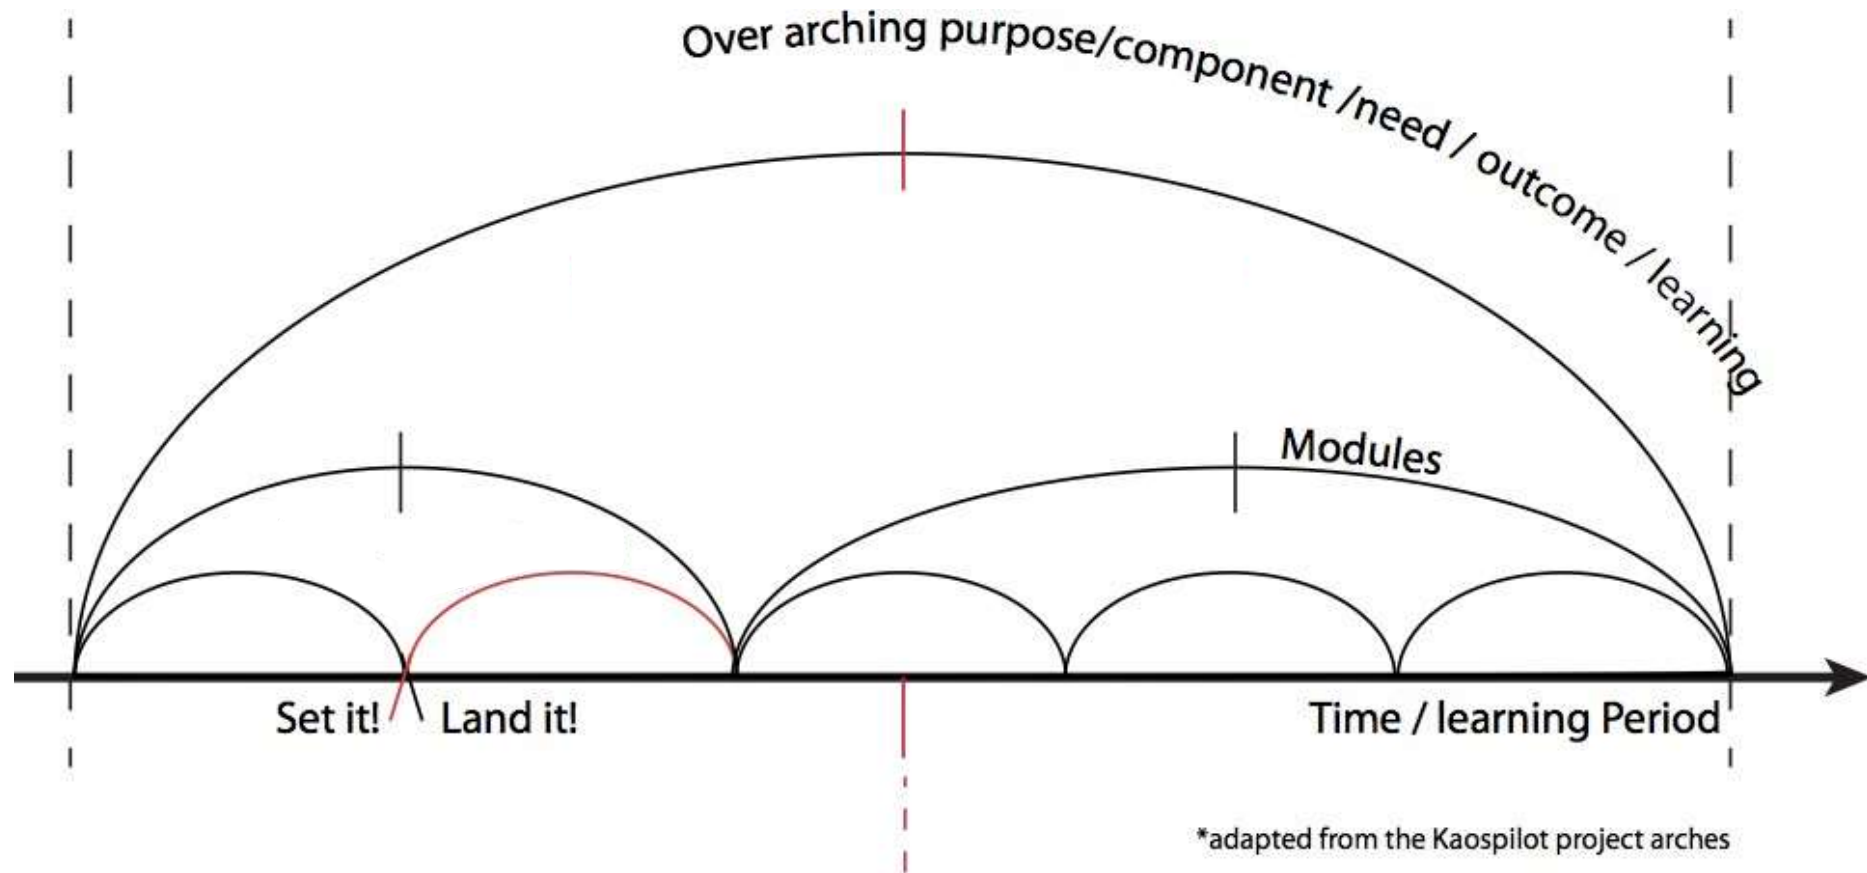 Over arching purpose/component /need / outcome / learning
Modules
Set it!
Land it!
Time / learning Period
*adapted from the Kaospilot project arches